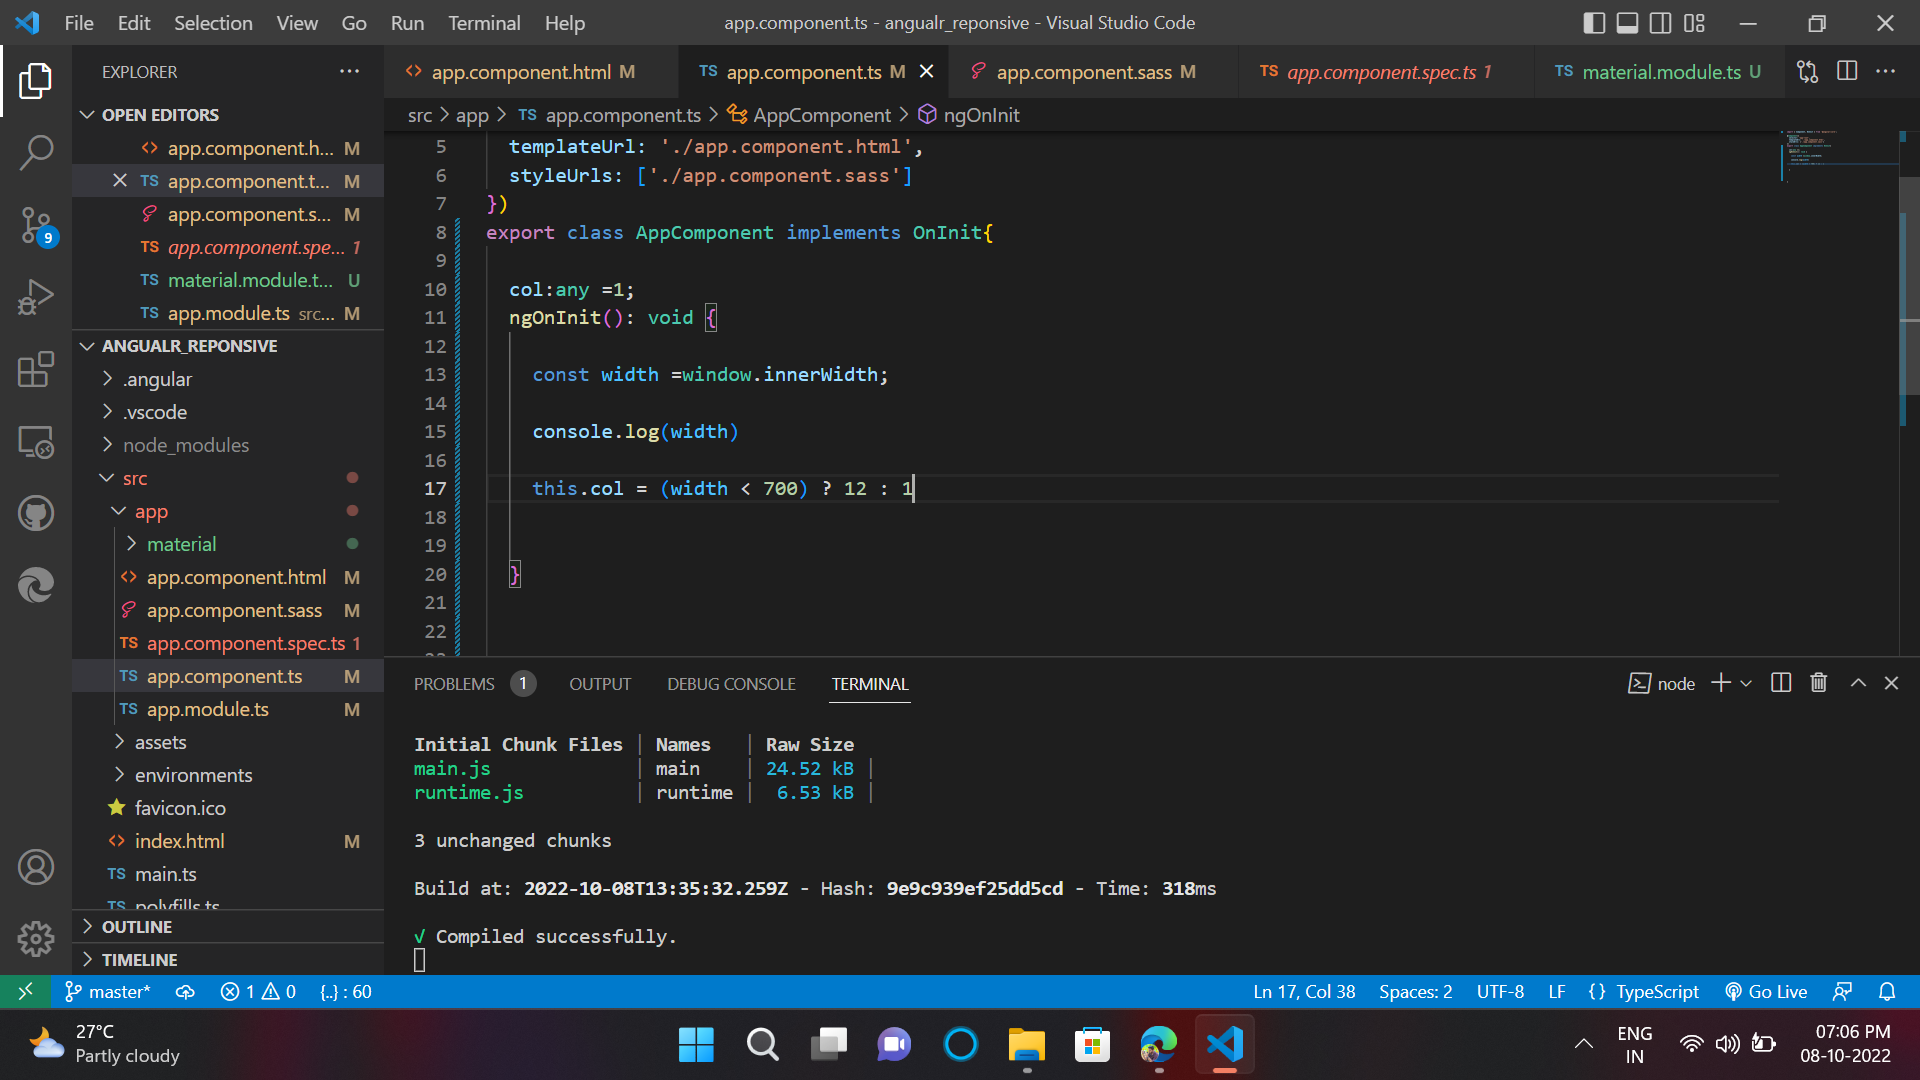 File Edit Selection View Go Run Terminal Help
app.component.ts - angualr_reponsive - Visual Studio Code
EXPLORER
OPEN EDITORS
<> app.component.h... M
TS app.component.t... M
app.component.s... M
TS app.component.spe... 1
TS material.module.t... U
TS app.module.ts src... M
9
ANGUALR_REPONSIVE
.angular
.vscode
node_modules
src
app
material
<> app.component.html M
app.component.sass M
TS app.component.spec.ts 1
TS app.component.ts M
TS app.module.ts M
assets
environments
favicon.ico
<> index.html M
TS main.ts
TS polyfills.ts
OUTLINE
TIMELINE
<> app.component.html M
TS app.component.ts M
app.component.sass M
TS app.component.spec.ts 1
TS material.module.ts U
src > app > TS app.component.ts > AppComponent > ngOnInit
5 templateUrl: './app.component.html',
6 styleUrls: ['./app.component.sass']
7 })
8 export class AppComponent implements OnInit{
9
10 col:any =1;
11 ngOnInit(): void {
12
13 const width =window.innerWidth;
14
15 console.log(width)
16
17 this.col = (width < 700) ? 12 : 1
18
19
20 }
21
22
PROBLEMS 1 OUTPUT DEBUG CONSOLE TERMINAL
node
Initial Chunk Files | Names | Raw Size
main.js | main | 24.52 kB |
runtime.js | runtime | 6.53 kB |
3 unchanged chunks
Build at: 2022-10-08T13:35:32.259Z - Hash: 9e9c939ef25dd5cd - Time: 318ms
√ Compiled successfully.
master* 1 0 {..} : 60
Ln 17, Col 38 Spaces: 2 UTF-8 LF {} TypeScript Go Live
27°C
Partly cloudy
ENG
IN
07:06 PM
08-10-2022